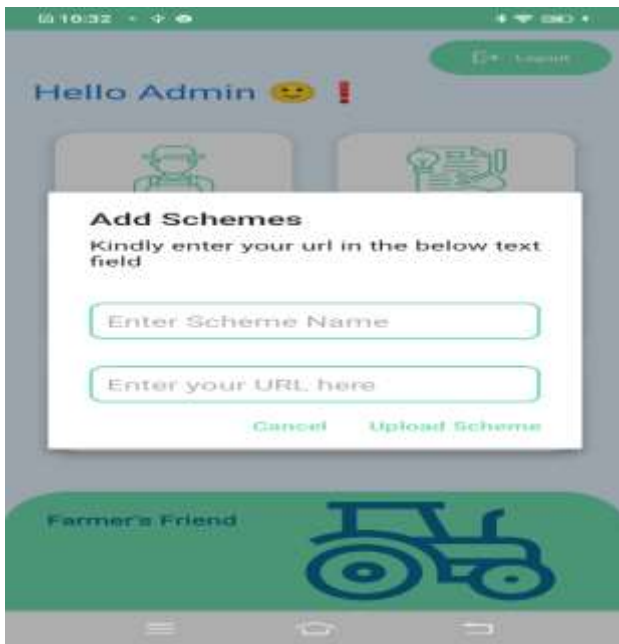 10:32
Logout
Hello Admin 🙂❗
Add Schemes
Kindly enter your url in the below text
field
Enter Scheme Name
Enter your URL here
Cancel Upload Scheme
Farmer's Friend